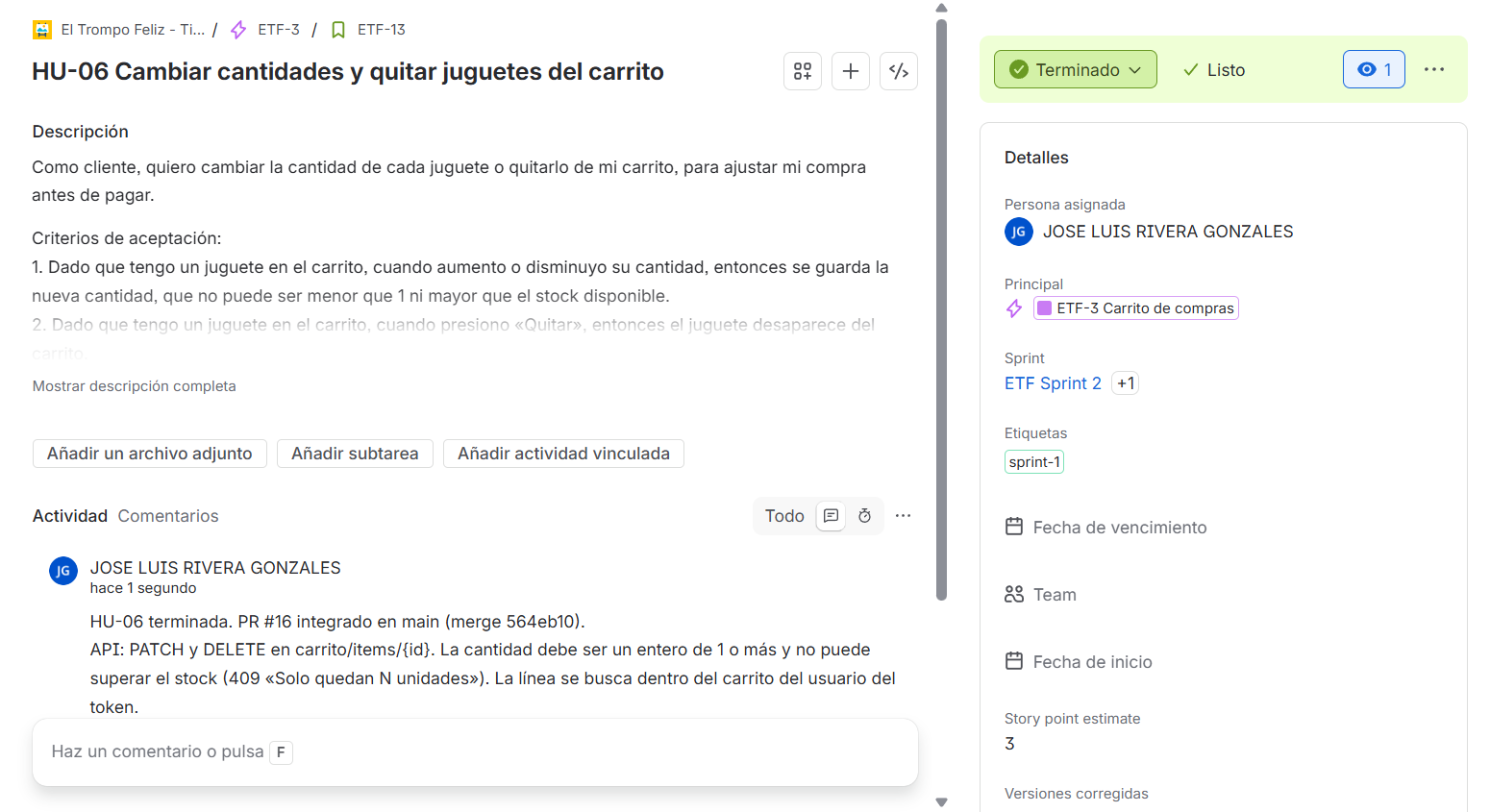 El Trompo Feliz - Ti... / ETF-3 / ETF-13
HU-06 Cambiar cantidades y quitar juguetes del carrito
Descripción
Como cliente, quiero cambiar la cantidad de cada juguete o quitarlo de mi carrito, para ajustar mi compra
antes de pagar.
Criterios de aceptación:
1. Dado que tengo un juguete en el carrito, cuando aumento o disminuyo su cantidad, entonces se guarda la
nueva cantidad, que no puede ser menor que 1 ni mayor que el stock disponible.
2. Dado que tengo un juguete en el carrito, cuando presiono «Quitar», entonces el juguete desaparece del
carrito.
Mostrar descripción completa
Añadir un archivo adjunto
Añadir subtarea
Añadir actividad vinculada
Actividad Comentarios
Todo
JG
JOSE LUIS RIVERA GONZALES
hace 1 segundo
HU-06 terminada. PR #16 integrado en main (merge 564eb10).
API: PATCH y DELETE en carrito/items/{id}. La cantidad debe ser un entero de 1 o más y no puede
superar el stock (409 «Solo quedan N unidades»). La línea se busca dentro del carrito del usuario del
token.
Haz un comentario o pulsa F
Terminado
Listo
1
Detalles
Persona asignada
JG JOSE LUIS RIVERA GONZALES
Principal
ETF-3 Carrito de compras
Sprint
ETF Sprint 2 +1
Etiquetas
sprint-1
Fecha de vencimiento
Team
Fecha de inicio
Story point estimate
3
Versiones corregidas